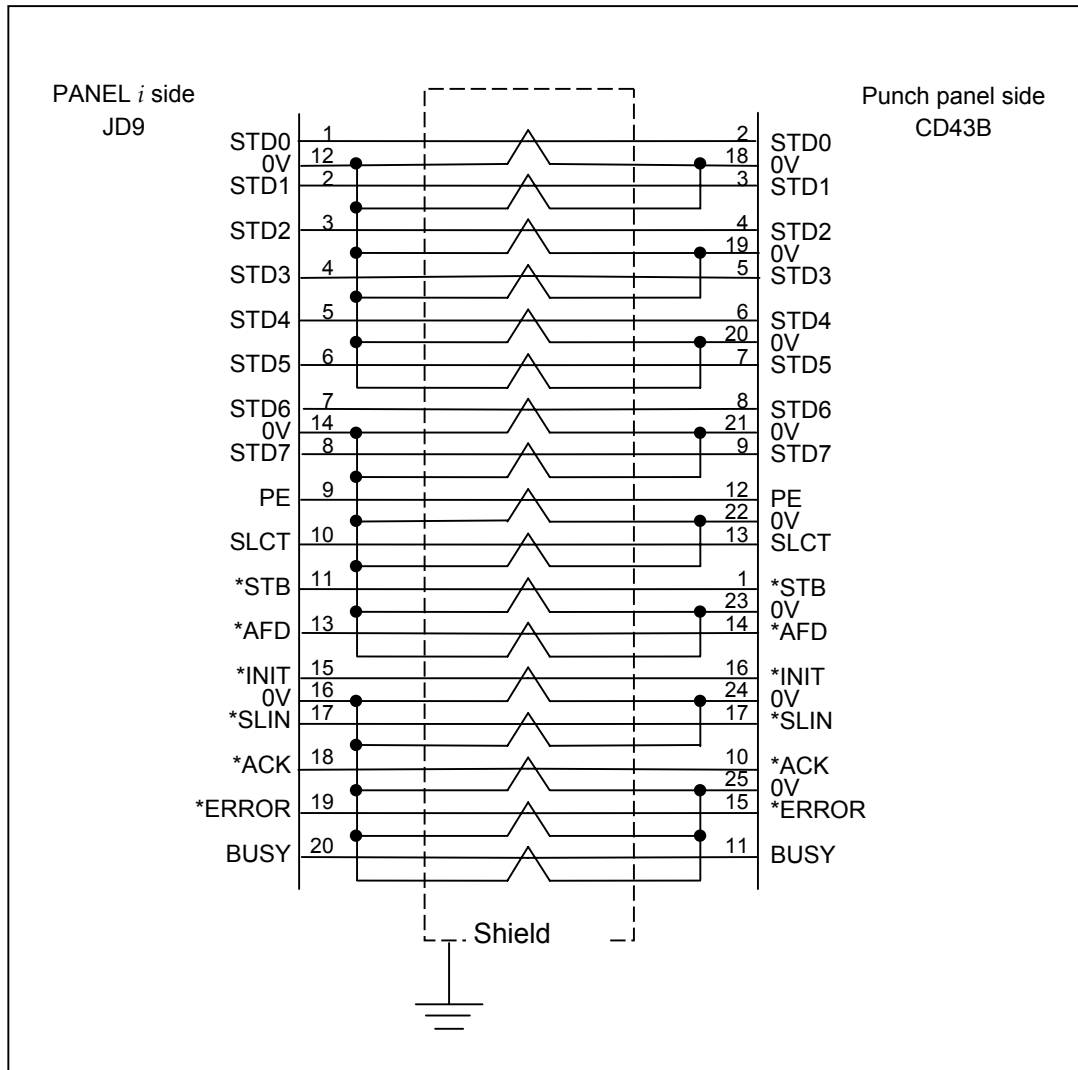 PANEL i side
JD9
Punch panel side
CD43B
STD0 1 2 STD0
0V 12 18 0V
STD1 2 3 STD1
STD2 3 4 STD2
19 0V
STD3 4 5 STD3
STD4 5 6 STD4
20 0V
STD5 6 7 STD5
STD6 7 8 STD6
0V 14 21 0V
STD7 8 9 STD7
PE 9 12 PE
22 0V
SLCT 10 13 SLCT
*STB 11 1 *STB
23 0V
*AFD 13 14 *AFD
*INIT 15 16 *INIT
0V 16 24 0V
*SLIN 17 17 *SLIN
*ACK 18 10 *ACK
25 0V
*ERROR 19 15 *ERROR
BUSY 20 11 BUSY
Shield